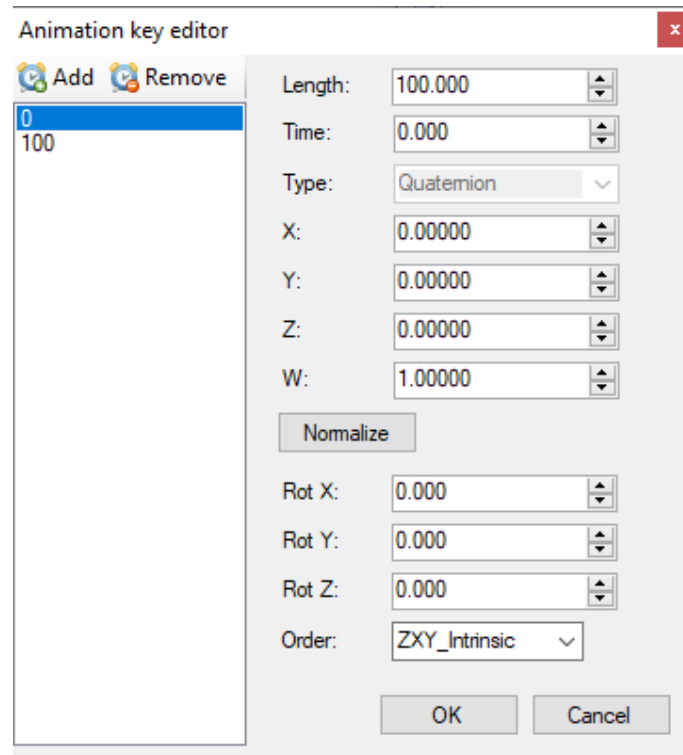 Animation key editor
x
Add Remove
0
100
Length: 100.000
Time: 0.000
Type: Quaternion
X: 0.00000
Y: 0.00000
Z: 0.00000
W: 1.00000
Normalize
Rot X: 0.000
Rot Y: 0.000
Rot Z: 0.000
Order: ZXY_Intrinsic
OK Cancel